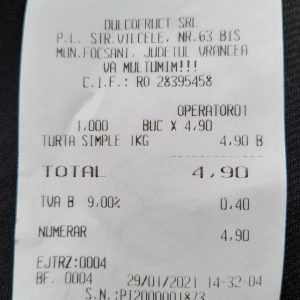 DULCOFRUCT SRL
P.L. STR.VILCELE, NR.63 BIS
MUN.FOCSANI, JUDETUL VRANCEA
VA MULTUMIM!!!
C.I.F.: RO 28395458
OPERATOR01
1,000 BUC X 4,90
TURTA SIMPLE 1KG 4,90 B
TOTAL 4,90
TVA B 9,00% 0,40
NUMERAR 4,90
EJTRZ:0004
BF. 0004 29/01/2021 14-32-04
S.N.:PI2000001873